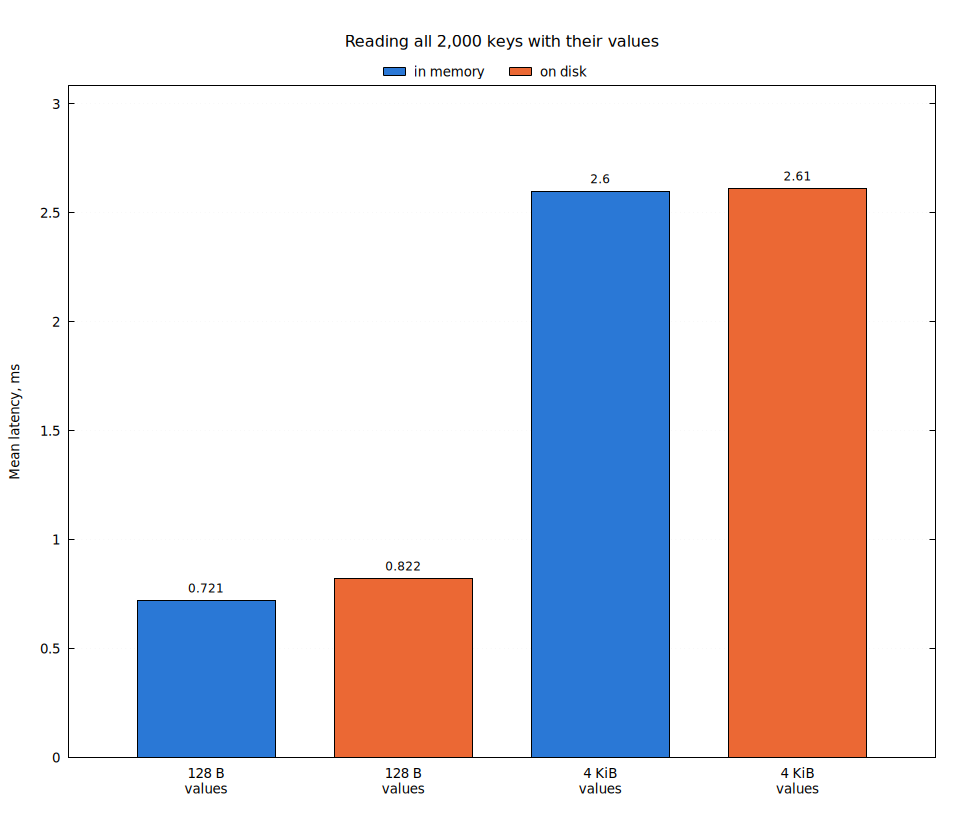 Reading all 2,000 keys with their values
in memory
on disk
Mean latency, ms
3
2.5
2
1.5
1
0.5
0
0.721
0.822
2.6
2.61
128 B
values
128 B
values
4 KiB
values
4 KiB
values